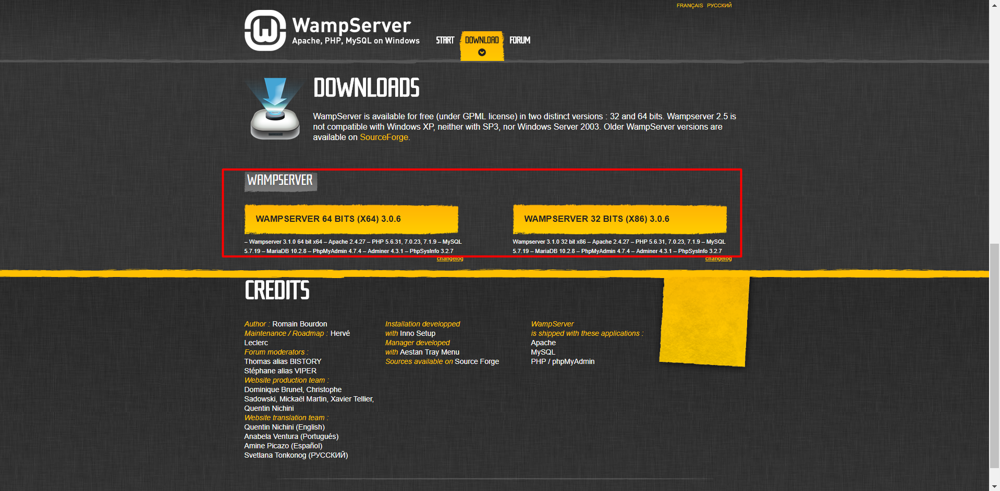 FRANÇAIS РУССКИЙ
WampServer
Apache, PHP, MySQL on Windows
START DOWNLOAD FORUM
DOWNLOADS
WampServer is available for free (under GPML license) in two distinct versions : 32 and 64 bits. Wampserver 2.5 is
not compatible with Windows XP, neither with SP3, nor Windows Server 2003. Older WampServer versions are
available on SourceForge.
WAMPSERVER
WAMPSERVER 64 BITS (X64) 3.0.6
– Wampserver 3.1.0 64 bit x64 – Apache 2.4.27 – PHP 5.6.31, 7.0.23, 7.1.9 – MySQL
5.7.19 – MariaDB 10.2.8 – PhpMyAdmin 4.7.4 – Adminer 4.3.1 – PhpSysInfo 3.2.7
changelog
WAMPSERVER 32 BITS (X86) 3.0.6
Wampserver 3.1.0 32 bit x86 – Apache 2.4.27 – PHP 5.6.31, 7.0.23, 7.1.9 – MySQL
5.7.19 – MariaDB 10.2.8 – PhpMyAdmin 4.7.4 – Adminer 4.3.1 – PhpSysInfo 3.2.7
changelog
CREDITS
Author : Romain Bourdon
Maintenance / Roadmap : Hervé
Leclerc
Forum moderators :
Thomas alias BISTORY
Stéphane alias VIPER
Website production team :
Dominique Brunel, Christophe
Sadowski, Mickaël Martin, Xavier Tellier,
Quentin Nichini
Website translation team :
Quentin Nichini (English)
Anabela Ventura (Portugués)
Amine Picazo (Español)
Svetlana Tonkonog (РУССКИЙ)
Installation developped
with Inno Setup
Manager developed
with Aestan Tray Menu
Sources available on Source Forge
WampServer
is shipped with these applications :
Apache
MySQL
PHP / phpMyAdmin